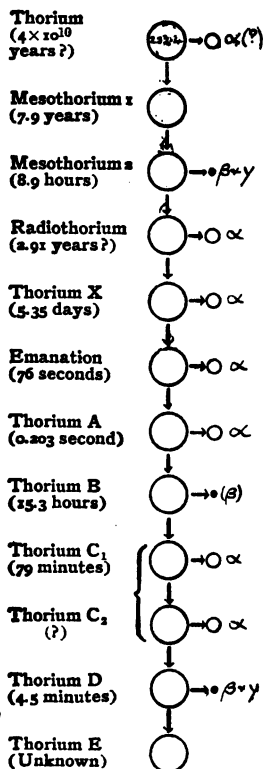 Thorium
(4×10¹⁰
years?)
232.4
α(?)
Mesothorium 1
(7.9 years)
Mesothorium 2
(8.9 hours)
β+γ
Radiothorium
(2.91 years?)
α
Thorium X
(5.35 days)
α
Emanation
(76 seconds)
α
Thorium A
(0.203 second)
α
Thorium B
(15.3 hours)
(β)
Thorium C₁
(79 minutes)
α
Thorium C₂
(?)
α
Thorium D
(4.5 minutes)
β+γ
Thorium E
(Unknown)